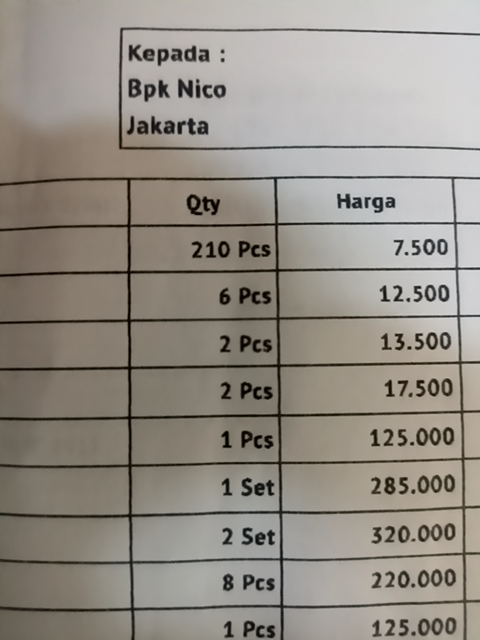 Kepada :
Bpk Nico
Jakarta
Qty Harga
210 Pcs 7.500
6 Pcs 12.500
2 Pcs 13.500
2 Pcs 17.500
1 Pcs 125.000
1 Set 285.000
2 Set 320.000
8 Pcs 220.000
1 Pcs 125.000